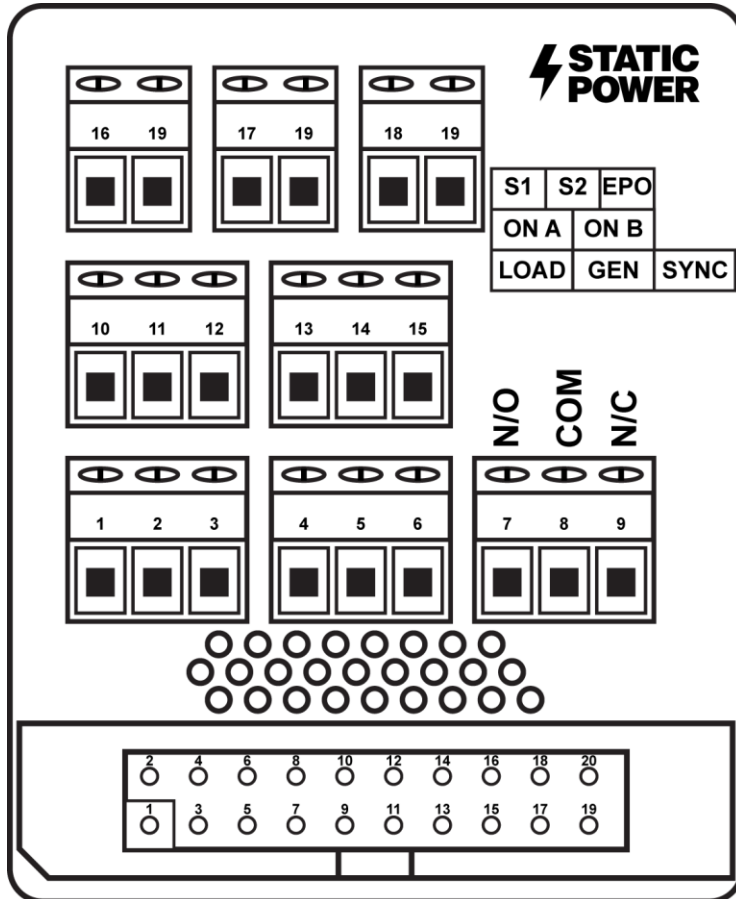 STATIC
POWER
16 19 17 19 18 19
S1 S2 EPO
ON A ON B
LOAD GEN SYNC
10 11 12 13 14 15
N/O COM N/C
1 2 3 4 5 6 7 8 9
2 4 6 8 10 12 14 16 18 20
1 3 5 7 9 11 13 15 17 19